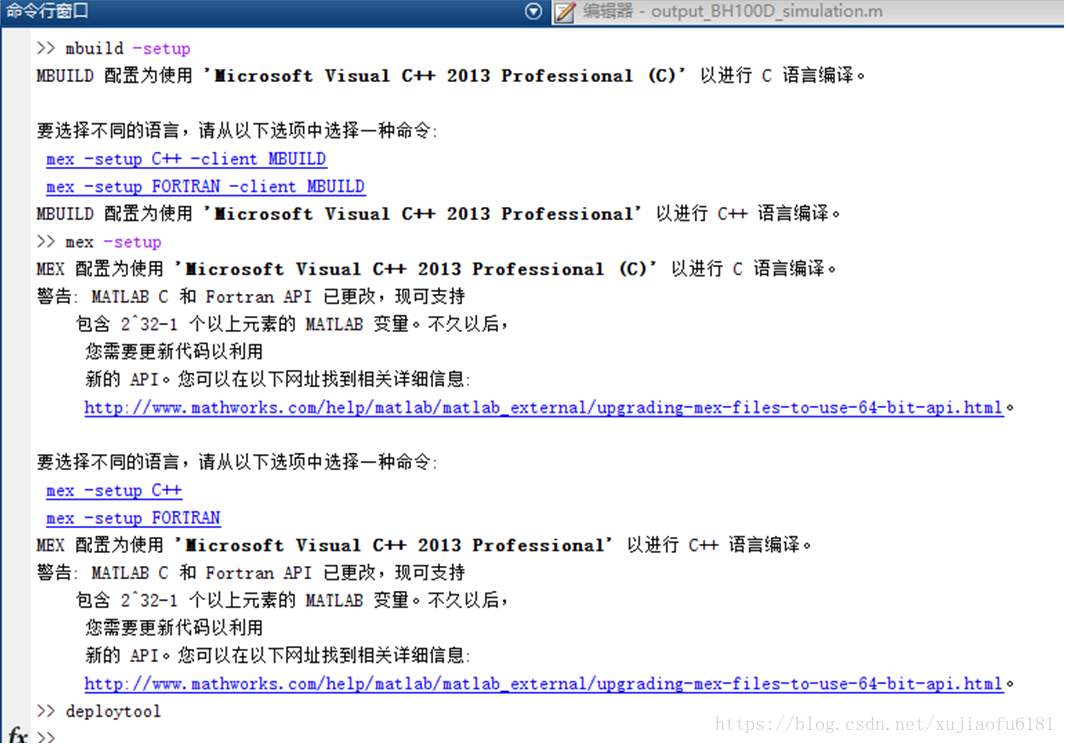 命令行窗口
编辑器 - output_BH100D_simulation.m
>> mbuild -setup
MBUILD 配置为使用 'Microsoft Visual C++ 2013 Professional (C)' 以进行 C 语言编译。
要选择不同的语言，请从以下选项中选择一种命令:
mex -setup C++ -client MBUILD
mex -setup FORTRAN -client MBUILD
MBUILD 配置为使用 'Microsoft Visual C++ 2013 Professional' 以进行 C++ 语言编译。
>> mex -setup
MEX 配置为使用 'Microsoft Visual C++ 2013 Professional (C)' 以进行 C 语言编译。
警告: MATLAB C 和 Fortran API 已更改，现可支持
包含 2^32-1 个以上元素的 MATLAB 变量。不久以后，
您需要更新代码以利用
新的 API。您可以在以下网址找到相关详细信息:
http://www.mathworks.com/help/matlab/matlab_external/upgrading-mex-files-to-use-64-bit-api.html。
要选择不同的语言，请从以下选项中选择一种命令:
mex -setup C++
mex -setup FORTRAN
MEX 配置为使用 'Microsoft Visual C++ 2013 Professional' 以进行 C++ 语言编译。
警告: MATLAB C 和 Fortran API 已更改，现可支持
包含 2^32-1 个以上元素的 MATLAB 变量。不久以后，
您需要更新代码以利用
新的 API。您可以在以下网址找到相关详细信息:
http://www.mathworks.com/help/matlab/matlab_external/upgrading-mex-files-to-use-64-bit-api.html。
>> deploytool
fx >>
https://blog.csdn.net/xujiaofu6181